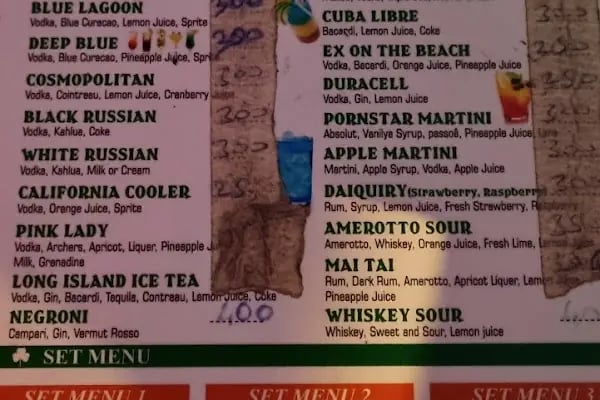 BLUE LAGOON
Vodka, Blue Curacao, Lemon Juice, Sprite
DEEP BLUE 300
Vodka, Blue Curacao, Pineapple Juice,
COSMOPOLITAN 300
Vodka, Cointreau, Lemon Juice, Cranberry
BLACK RUSSIAN 300
Vodka, Kahlua, Coke
WHITE RUSSIAN
Vodka, Kahlua, Milk or Cream
CALIFORNIA COOLER
Vodka, Orange Juice, Sprite
PINK LADY
Vodka, Archers, Apricot, Liquer, Pineapple
Milk, Grenadine
LONG ISLAND ICE TEA
Vodka, Gin, Bacardi, Tequila, Contreau, Lemon Juice, Coke
NEGRONI 400
Campari, Gin, Vermut Rosso
CUBA LIBRE
Bacardi, Lemon Juice, Coke
EX ON THE BEACH
Vodka, Bacardi, Orange Juice, Pineapple Juice
DURACELL
Vodka, Gin, Lemon Juice
PORNSTAR MARTINI
Absolut, Vanilye Syrup, passoã, Pineapple Juice,
APPLE MARTINI
Martini, Apple Syrup, Vodka, Apple Juice
DAIQUIRY (Strawberry, Raspberry
Rum, Syrup, Lemon Juice, Fresh Strawberry,
AMEROTTO SOUR
Amerotto, Whiskey, Orange Juice, Fresh Lime,
MAI TAI
Rum, Dark Rum, Amerotto, Apricot Liquer,
Pineapple Juice
WHISKEY SOUR
Whiskey, Sweet and Sour, Lemon juice
SET MENU
SET MENU 1
SET MENU 2
SET MENU 3